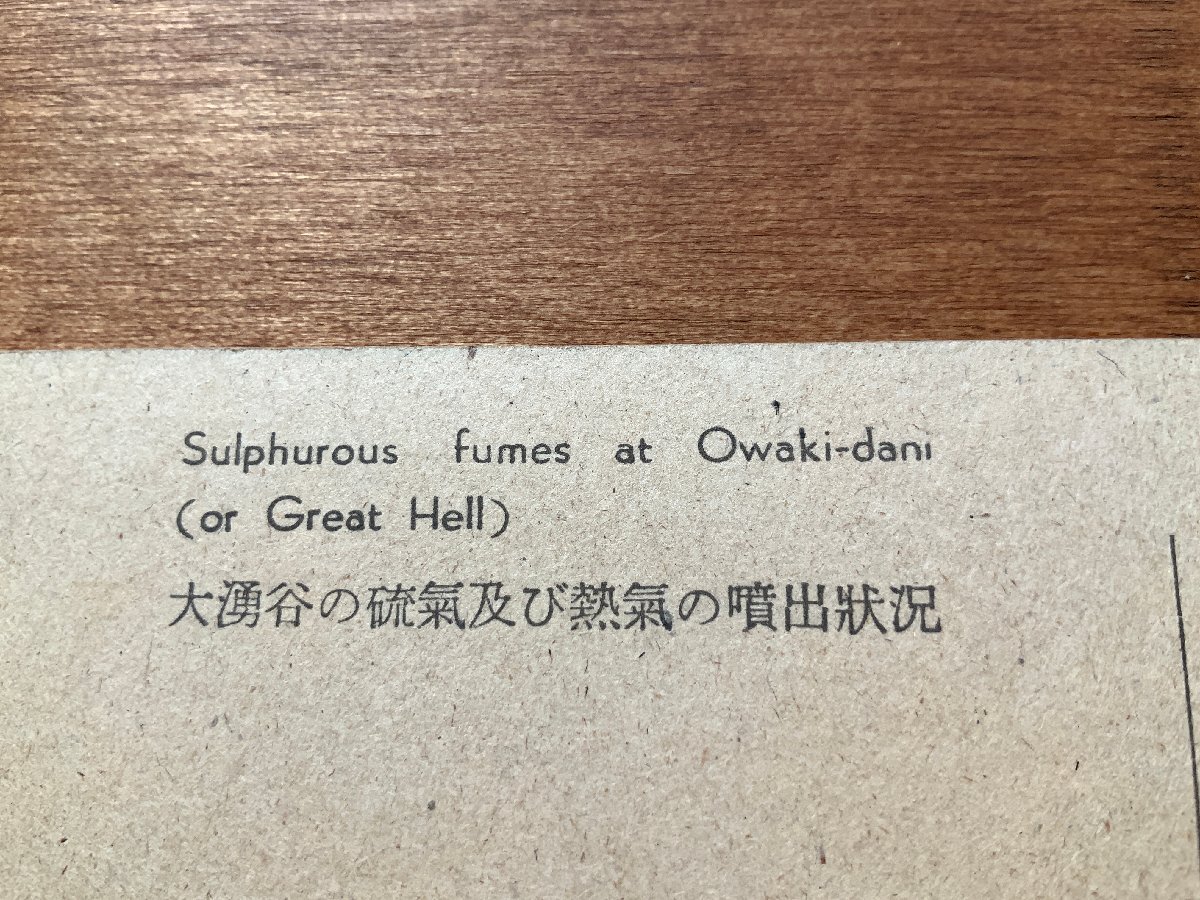 Sulphurous fumes at Owaki-dani
(or Great Hell)
大湧谷の硫氣及び熱氣の噴出狀況